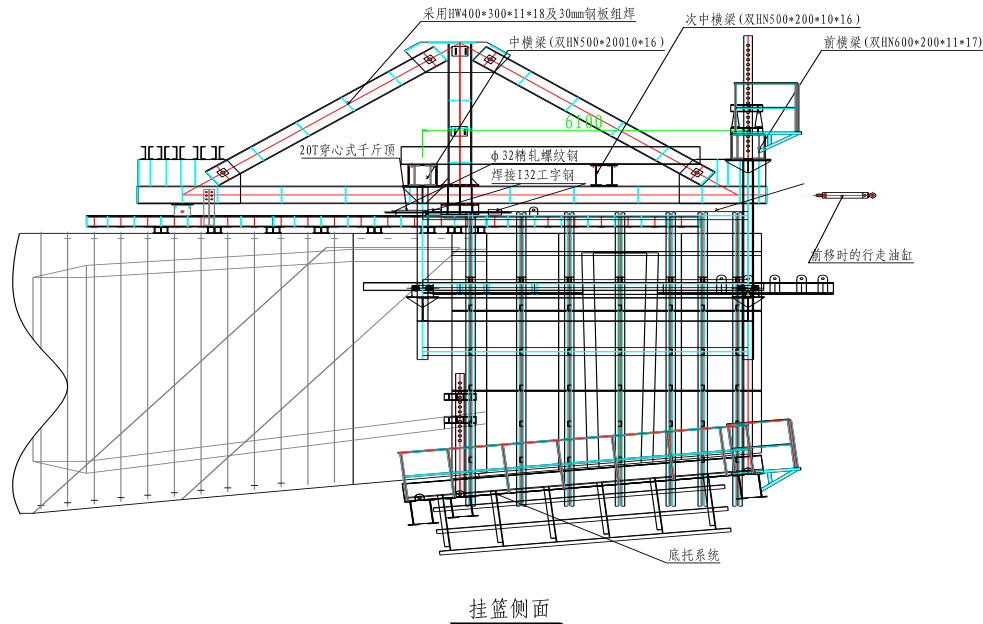 采用HW400*300*11*18及30mm钢板组焊
次中横梁(双HN500*200*10*16)
中横梁(双HN500*20010*16)
前横梁(双HN600*200*11*17)
6100
20T穿心式千斤顶
ф32精轧螺纹钢
焊接I32工字钢
前移时的行走油缸
底托系统
挂篮侧面